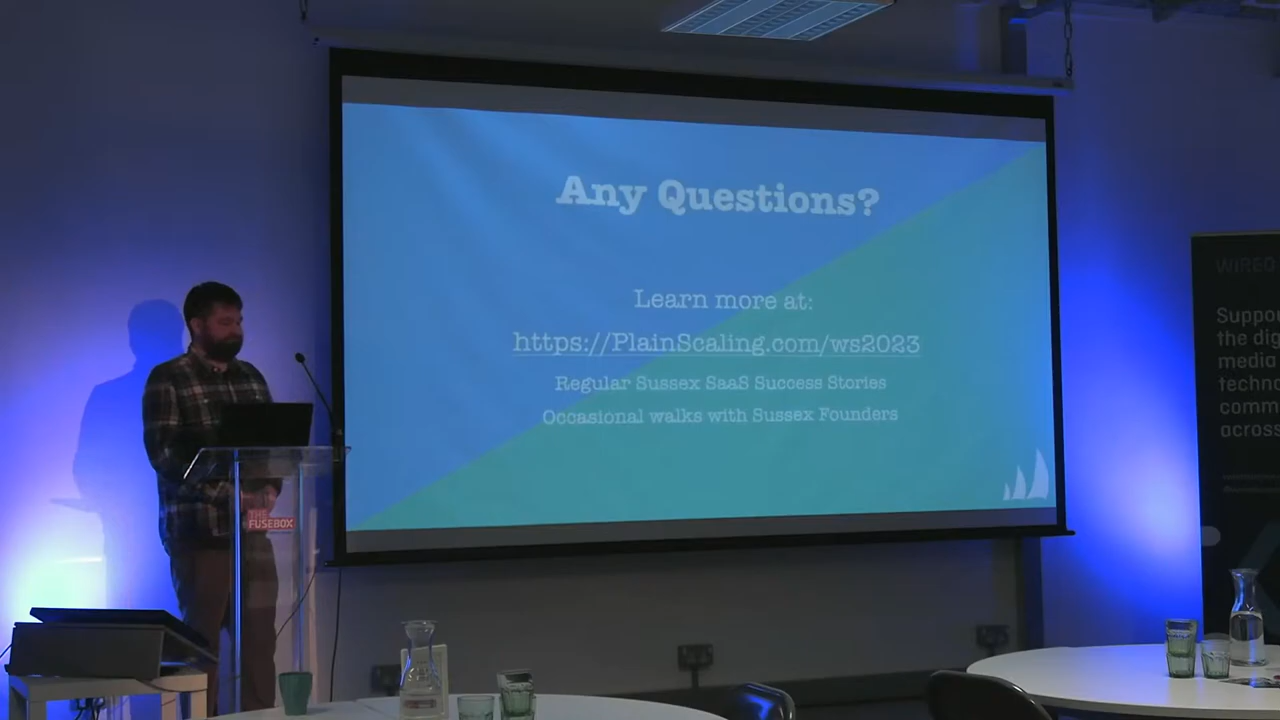 Any Questions?
Learn more at:
https://PlainScaling.com/ws2023
Regular Sussex SaaS Success Stories
Occasional walks with Sussex Founders
THE
FUSEBOX
WIRED
Suppor
the dig
media
techno
comm
across